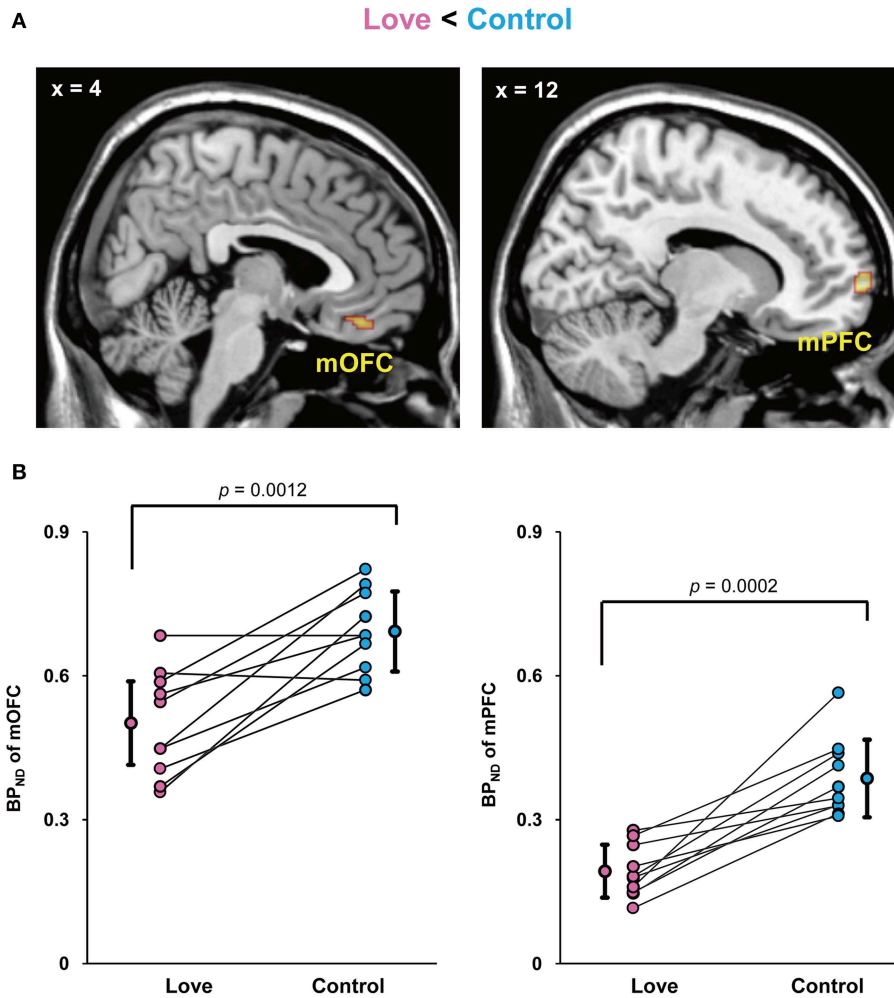 A
Love < Control
x = 4
x = 12
mOFC
mPFC
B
p = 0.0012
0.9
0.6
0.3
0
BPND of mOFC
Love Control
p = 0.0002
0.9
0.6
0.3
0
BPND of mPFC
Love Control